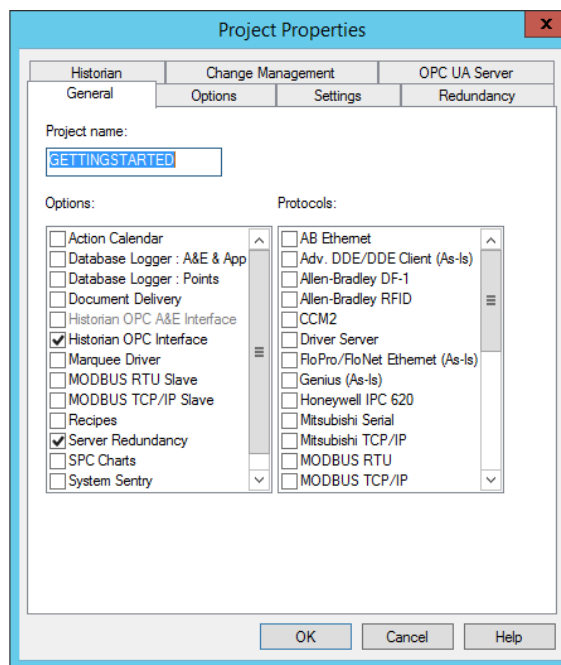 Project Properties
x
Historian Change Management OPC UA Server
General Options Settings Redundancy
Project name:
GETTINGSTARTED
Options: Protocols:
Action Calendar
Database Logger : A&E & App
Database Logger : Points
Document Delivery
Historian OPC A&E Interface
Historian OPC Interface
Marquee Driver
MODBUS RTU Slave
MODBUS TCP/IP Slave
Recipes
Server Redundancy
SPC Charts
System Sentry
AB Ethernet
Adv. DDE/DDE Client (As-Is)
Allen-Bradley DF-1
Allen-Bradley RFID
CCM2
Driver Server
FloPro/FloNet Ethernet (As-Is)
Genius (As-Is)
Honeywell IPC 620
Mitsubishi Serial
Mitsubishi TCP/IP
MODBUS RTU
MODBUS TCP/IP
OK Cancel Help